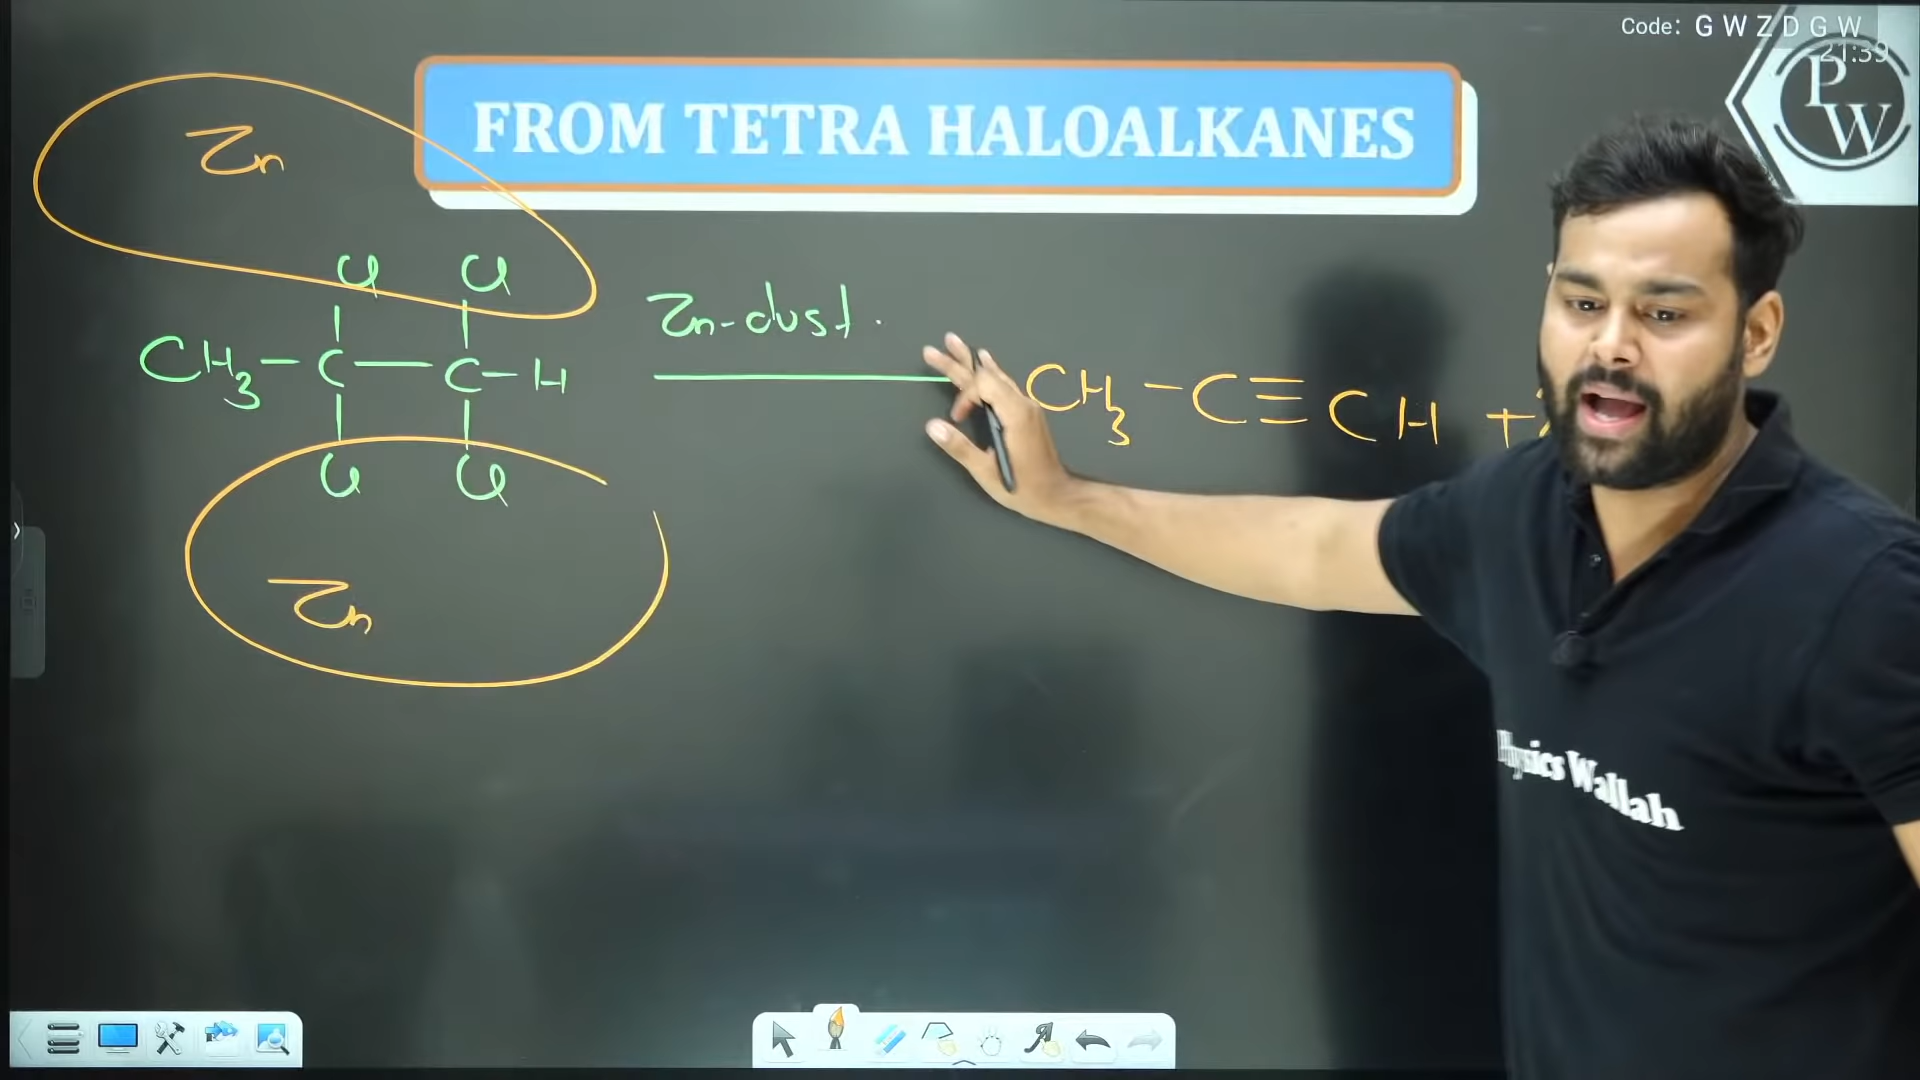 Code: G W Z D G W
21:39
PW
FROM TETRA HALOALKANES
Zn
Cl Cl
Zn-dust.
CH3 - C - C - H
CH3 - C ≡ CH +
Cl Cl
Zn
Physics Wallah